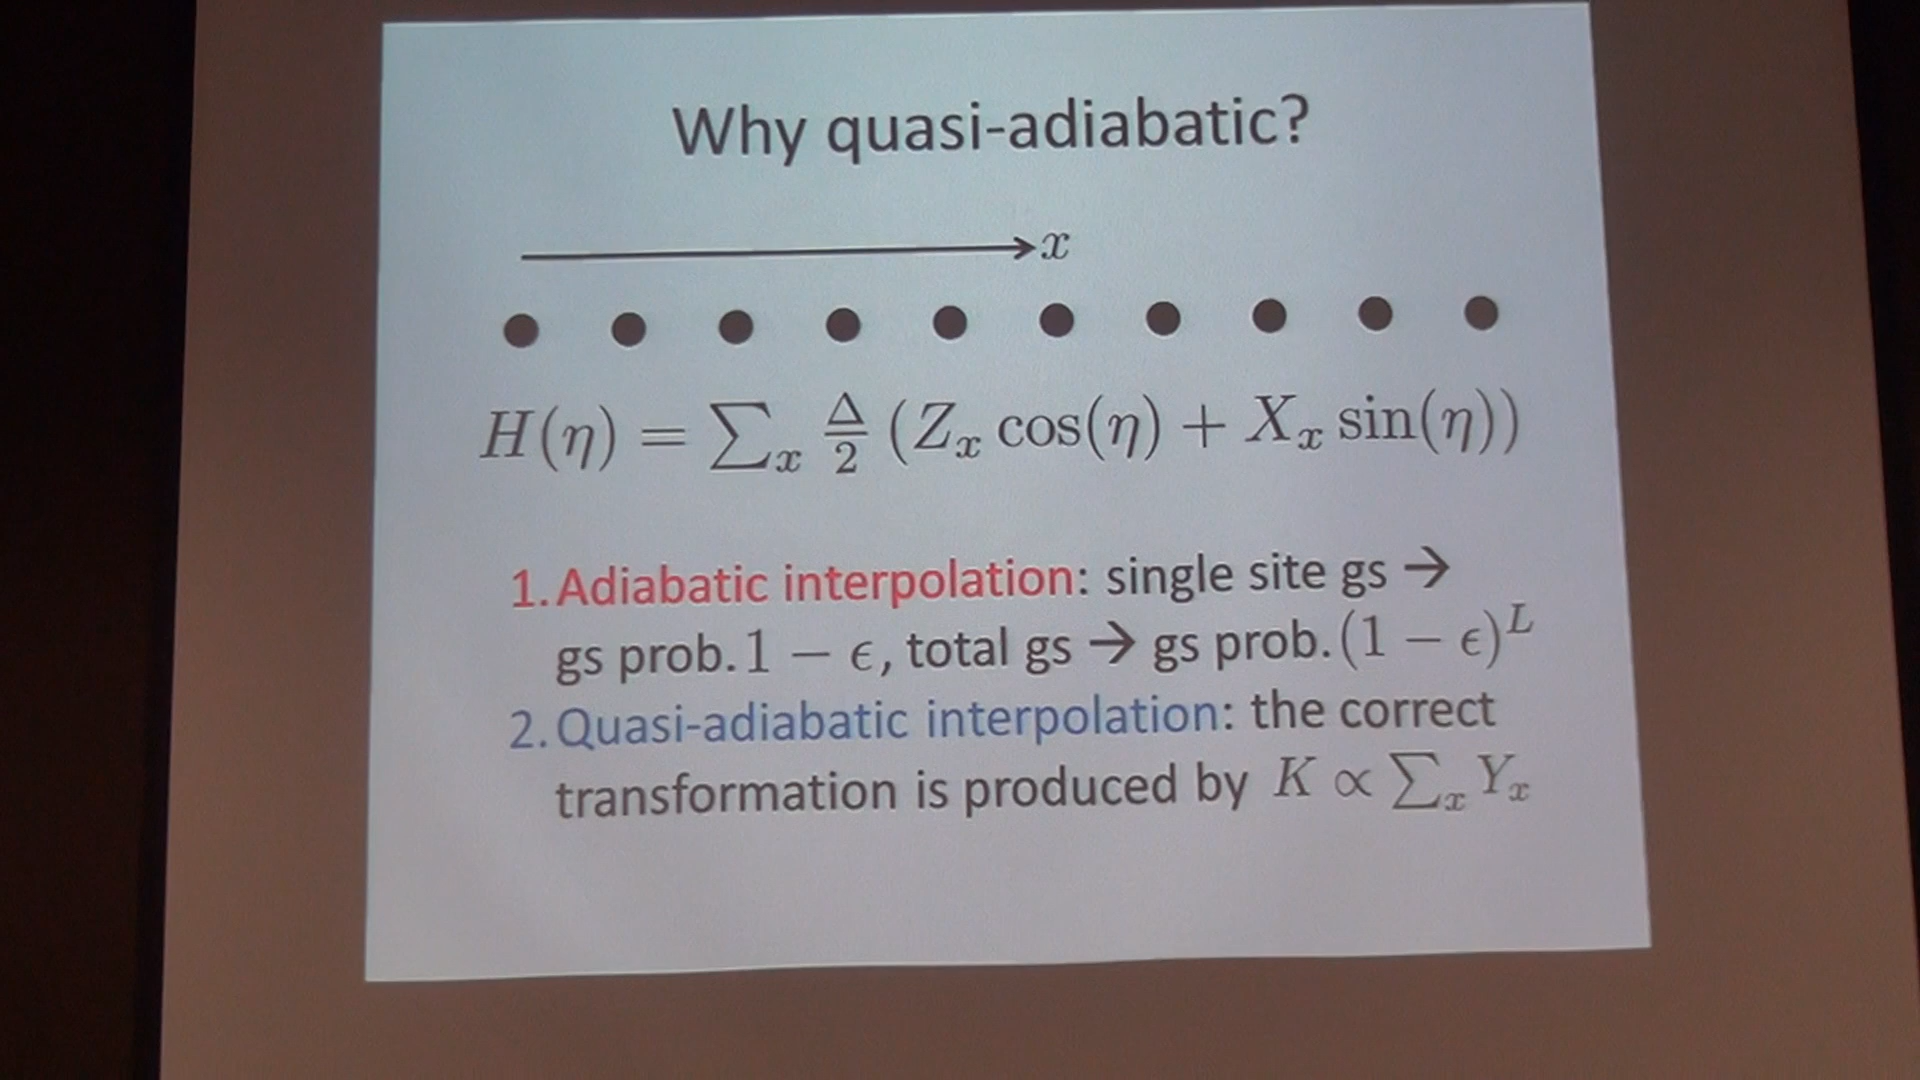 Why quasi-adiabatic?
x
H(η) = ∑ₓ Δ/2 (Zₓ cos(η) + Xₓ sin(η))
1. Adiabatic interpolation: single site gs →
gs prob. 1 − ϵ, total gs → gs prob. (1 − ϵ)ᴸ
2. Quasi-adiabatic interpolation: the correct
transformation is produced by K ∝ ∑ₓ Yₓ